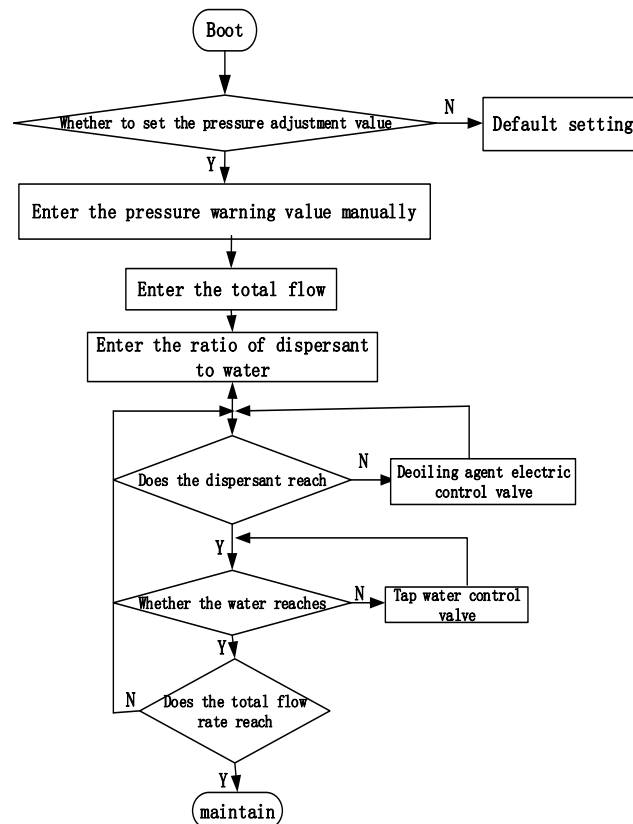 Boot
Whether to set the pressure adjustment value
N
Default setting
Y
Enter the pressure warning value manually
Enter the total flow
Enter the ratio of dispersant
to water
Does the dispersant reach
N
Deoiling agent electric
control valve
Y
Whether the water reaches
N
Tap water control
valve
Y
N
Does the total flow
rate reach
Y
maintain